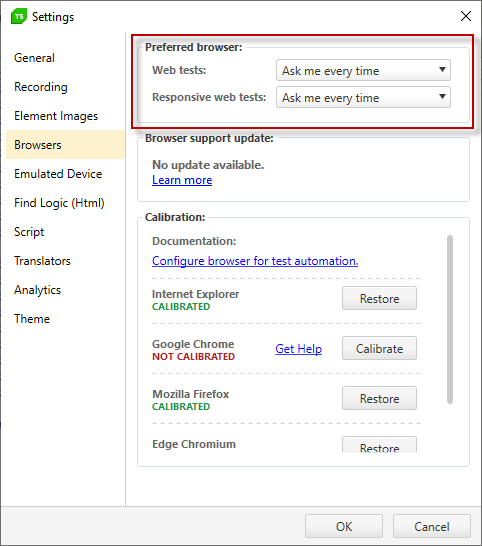 TS Settings
General
Recording
Element Images
Browsers
Emulated Device
Find Logic (Html)
Script
Translators
Analytics
Theme
Preferred browser:
Web tests: Ask me every time
Responsive web tests: Ask me every time
Browser support update:
No update available.
Learn more
Calibration:
Documentation:
Configure browser for test automation.
Internet Explorer
CALIBRATED
Restore
Google Chrome
NOT CALIBRATED
Get Help
Calibrate
Mozilla Firefox
CALIBRATED
Restore
Edge Chromium
Restore
OK
Cancel